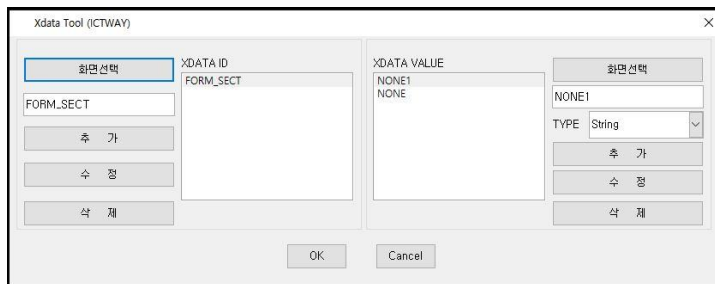 Xdata Tool (ICTWAY)
화면선택
FORM_SECT
추 가
수 정
삭 제
XDATA ID
FORM_SECT
XDATA VALUE
NONE1
NONE
화면선택
NONE1
TYPE String
추 가
수 정
삭 제
OK
Cancel